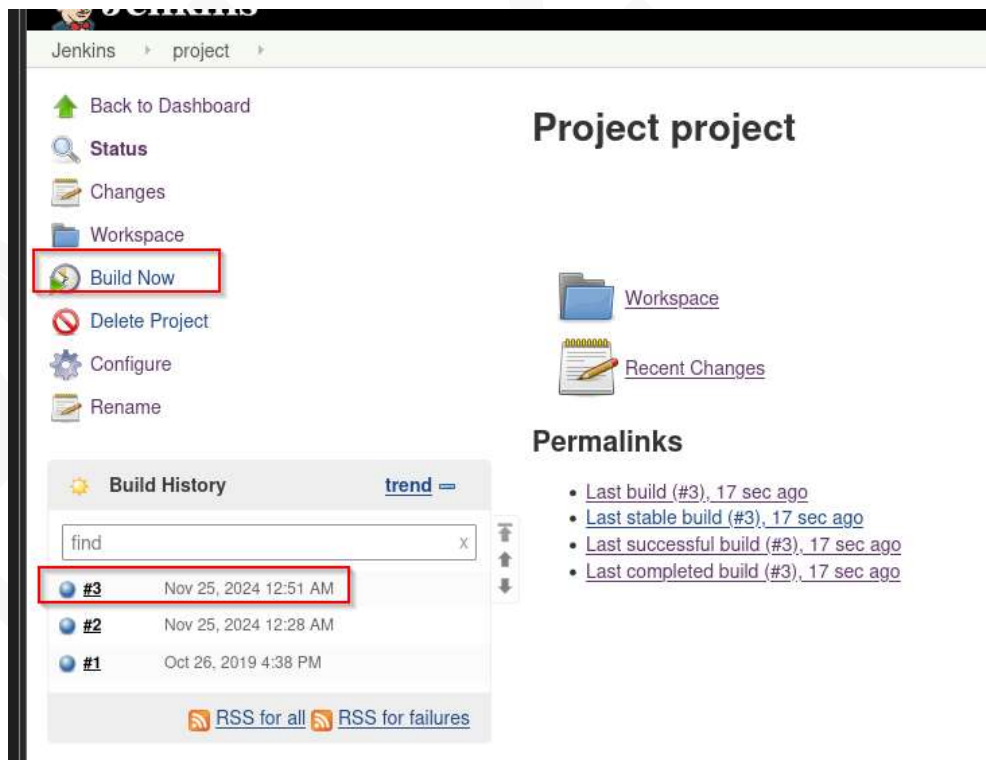 Jenkins
Jenkins project
Back to Dashboard
Status
Changes
Workspace
Build Now
Delete Project
Configure
Rename
Build History trend
find X
#3 Nov 25, 2024 12:51 AM
#2 Nov 25, 2024 12:28 AM
#1 Oct 26, 2019 4:38 PM
RSS for all RSS for failures
Project project
Workspace
Recent Changes
Permalinks
Last build (#3), 17 sec ago
Last stable build (#3), 17 sec ago
Last successful build (#3), 17 sec ago
Last completed build (#3), 17 sec ago